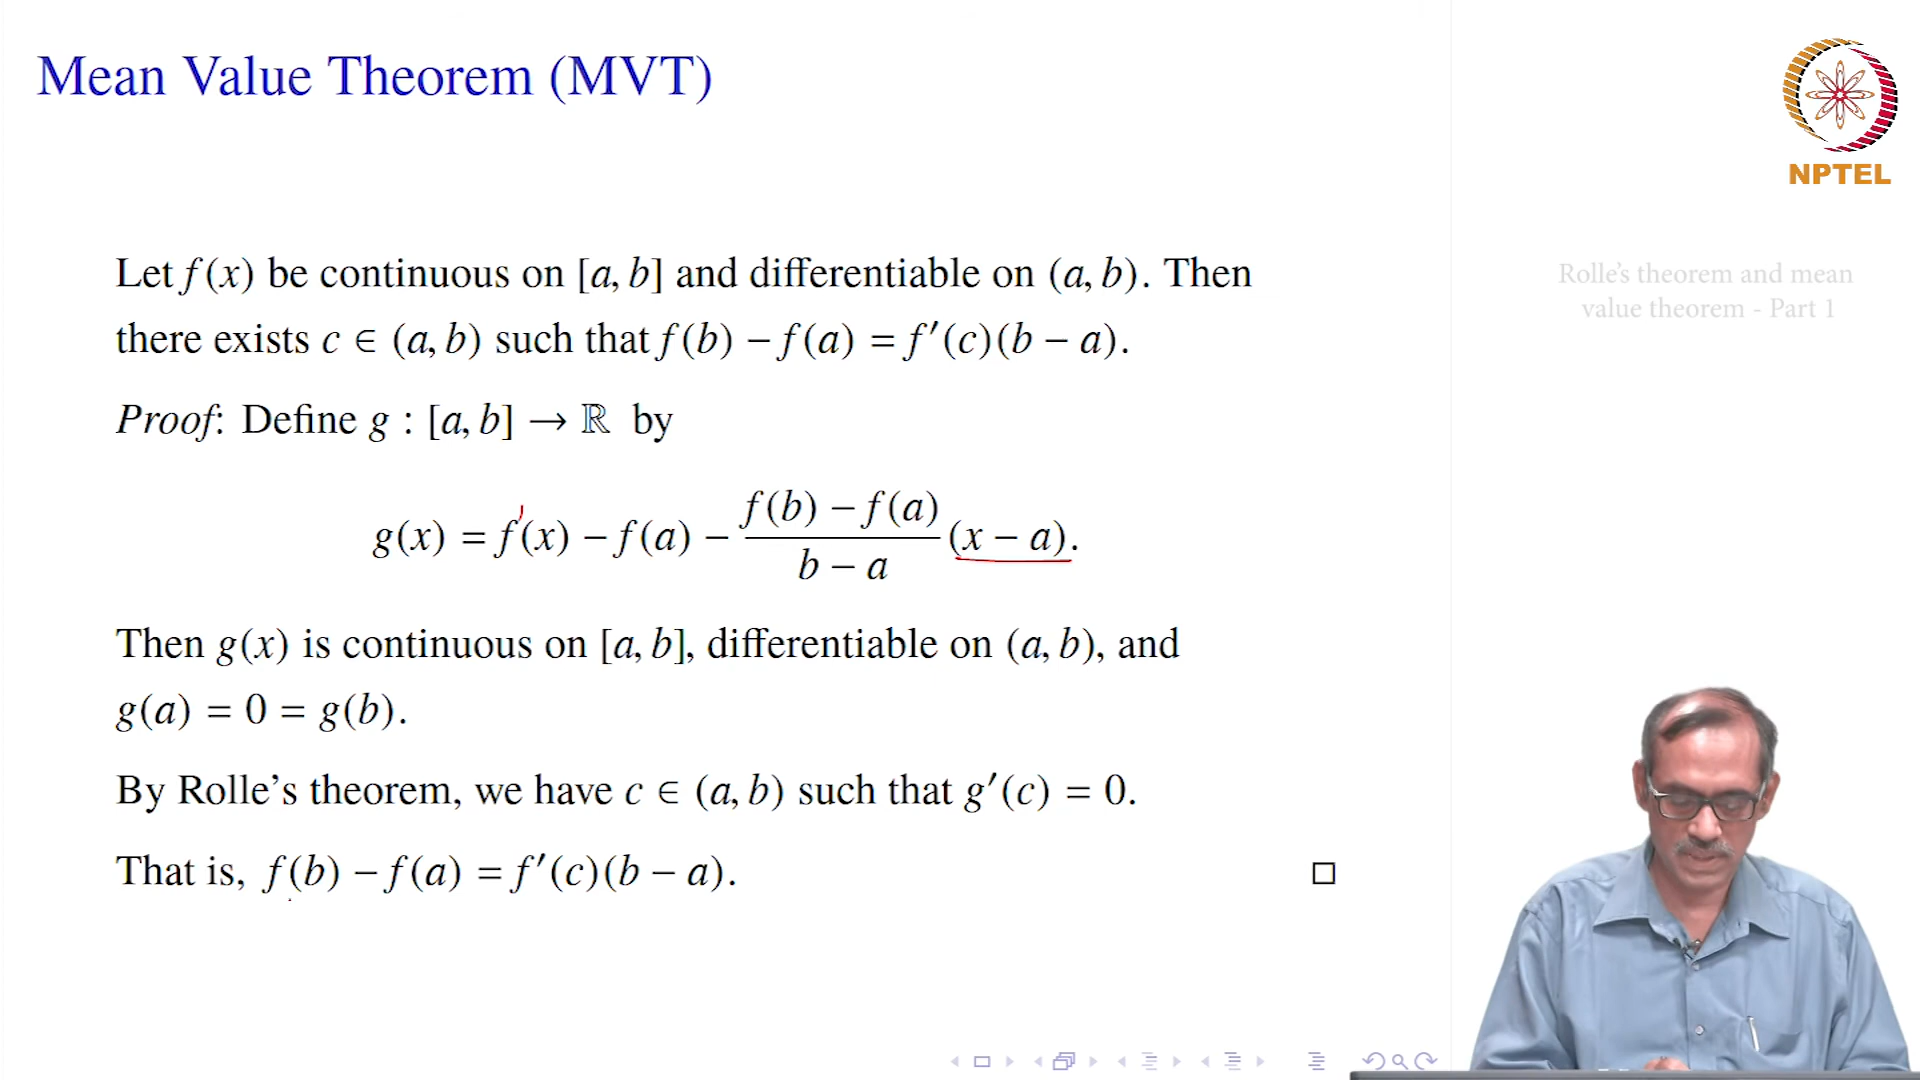 Mean Value Theorem (MVT)
NPTEL
Rolle's theorem and mean
value theorem - Part 1
Let f(x) be continuous on [a, b] and differentiable on (a, b). Then
there exists c ∈ (a, b) such that f(b) − f(a) = f′(c)(b − a).
Proof: Define g : [a, b] → ℝ by
g(x) = f′(x) − f(a) − \frac{f(b) − f(a)}{b − a}(x − a).
Then g(x) is continuous on [a, b], differentiable on (a, b), and
g(a) = 0 = g(b).
By Rolle's theorem, we have c ∈ (a, b) such that g′(c) = 0.
That is, f(b) − f(a) = f′(c)(b − a). □